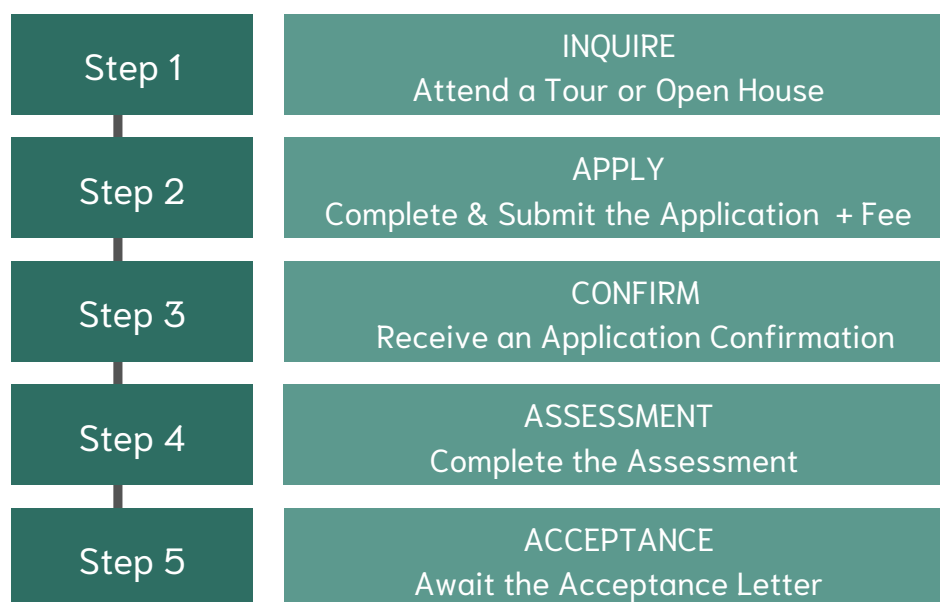 Step 1
INQUIRE
Attend a Tour or Open House
Step 2
APPLY
Complete & Submit the Application + Fee
Step 3
CONFIRM
Receive an Application Confirmation
Step 4
ASSESSMENT
Complete the Assessment
Step 5
ACCEPTANCE
Await the Acceptance Letter